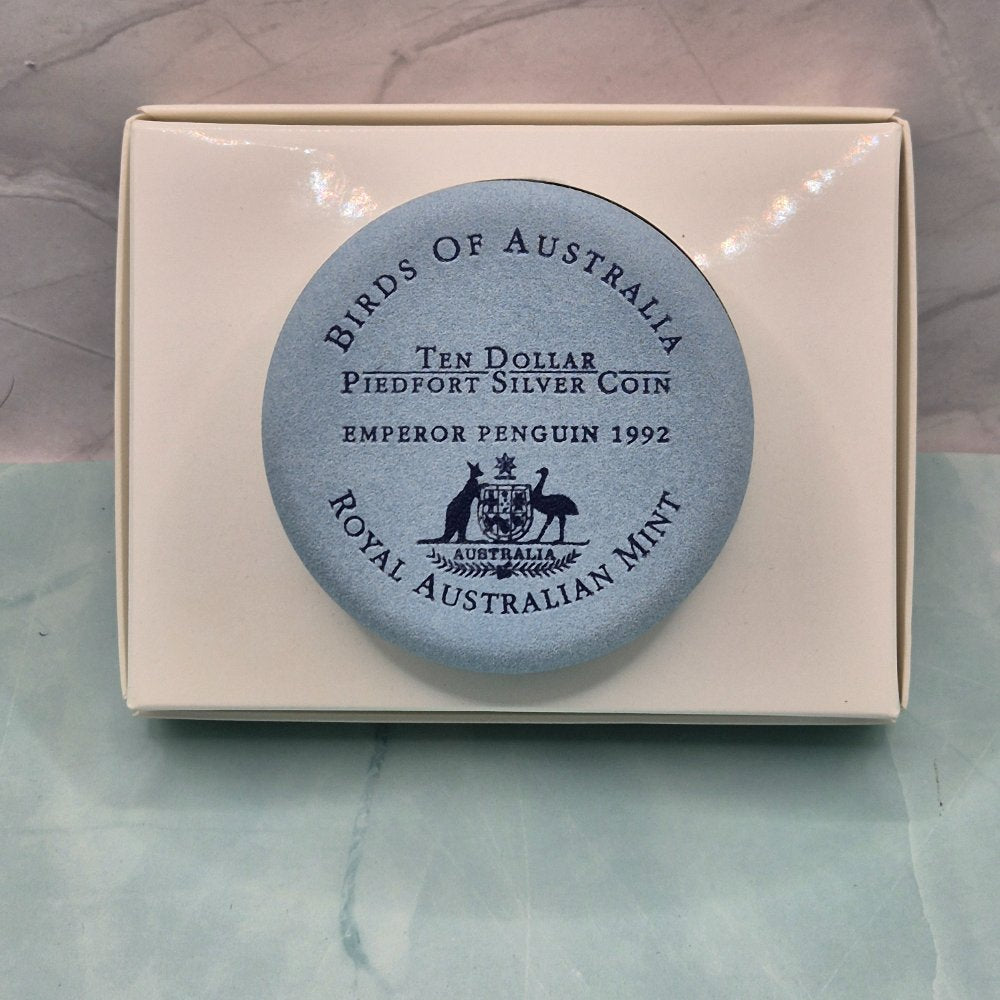 BIRDS OF AUSTRALIA
TEN DOLLAR
PIEDFORT SILVER COIN
EMPEROR PENGUIN 1992
AUSTRALIA
ROYAL AUSTRALIAN MINT